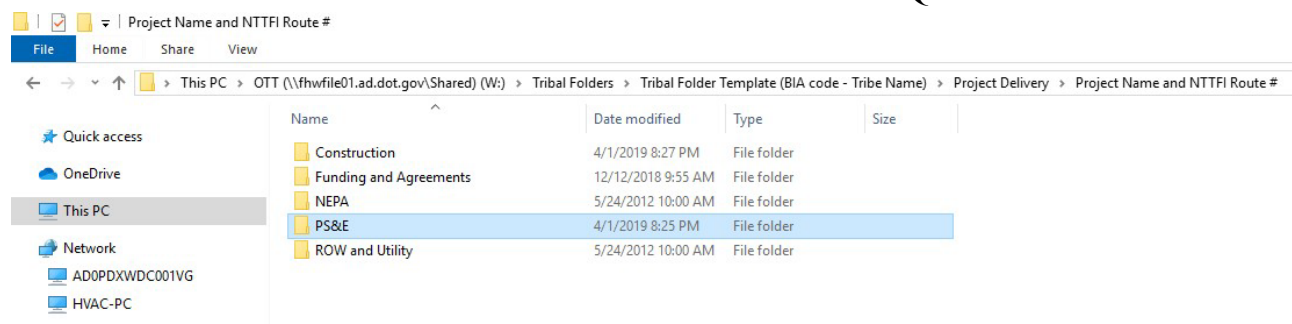 Project Name and NTTFI Route #
File Home Share View
This PC > OTT (\\fhwfile01.ad.dot.gov\Shared) (W:) > Tribal Folders > Tribal Folder Template (BIA code - Tribe Name) > Project Delivery > Project Name and NTTFI Route #
Name Date modified Type Size
Quick access
OneDrive
This PC
Network
AD0PDXWDC001VG
HVAC-PC
Construction 4/1/2019 8:27 PM File folder
Funding and Agreements 12/12/2018 9:55 AM File folder
NEPA 5/24/2012 10:00 AM File folder
PS&E 4/1/2019 8:25 PM File folder
ROW and Utility 5/24/2012 10:00 AM File folder